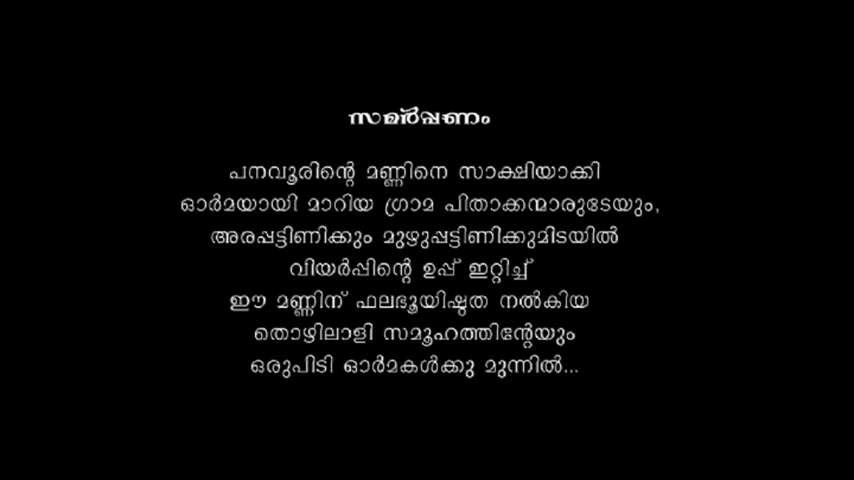 സമർപ്പണം
പനവൂരിന്റെ മണ്ണിനെ സാക്ഷിയാക്കി
ഓർമയായി മാറിയ ഗ്രാമ പിതാക്കന്മാരുടേയും,
അരപ്പട്ടിണിക്കും മുഴുപ്പട്ടിണിക്കുമിടയിൽ
വിയർപ്പിന്റെ ഉപ്പ് ഇറ്റിച്ച്
ഈ മണ്ണിന് ഫലഭൂയിഷ്ഠത നൽകിയ
തൊഴിലാളി സമൂഹത്തിന്റേയും
ഒരുപിടി ഓർമകൾക്കു മുന്നിൽ...